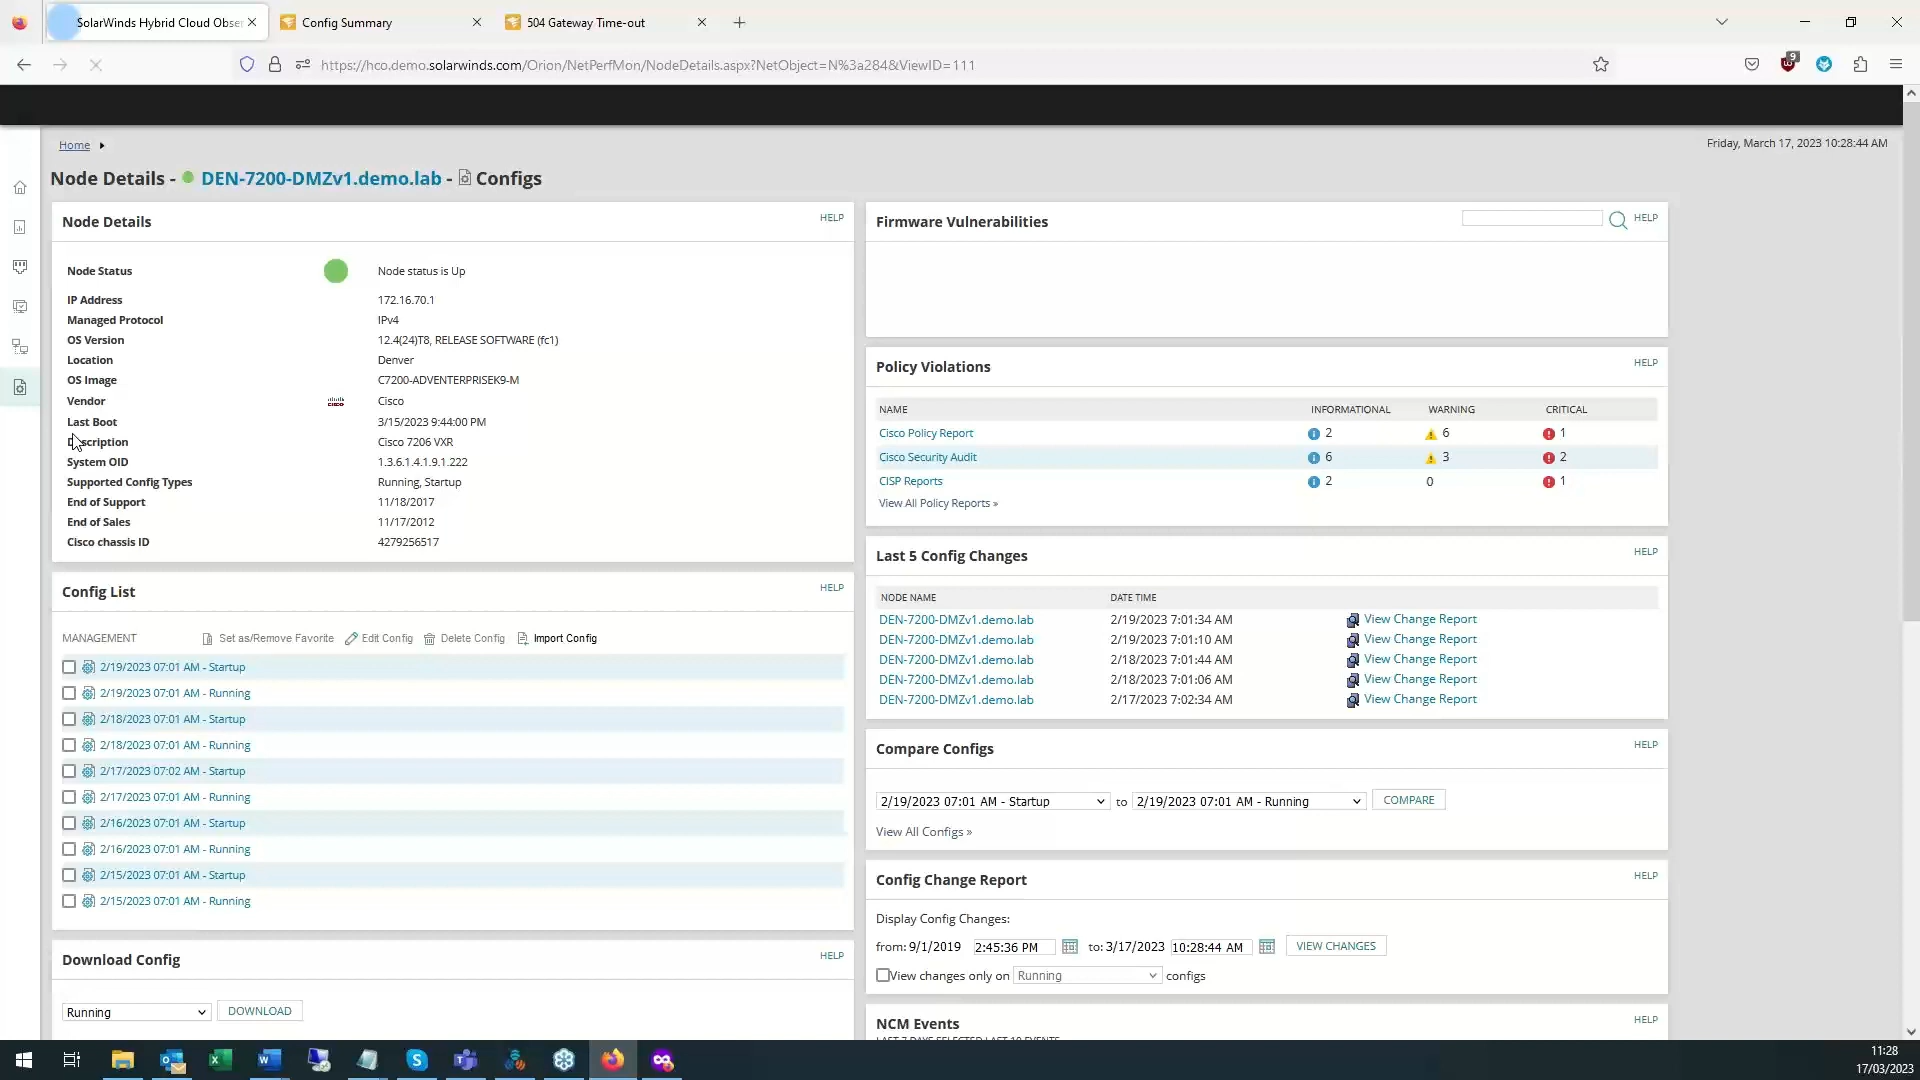 SolarWinds Hybrid Cloud Obse
Config Summary
504 Gateway Time-out
https://hco.demo.solarwinds.com/Orion/NetPerfMon/NodeDetails.aspx?NetObject=N%3a284&ViewID=111
9
Home
Friday, March 17, 2023 10:28:44 AM
Node Details - DEN-7200-DMZv1.demo.lab - Configs
Node Details HELP
Node Status Node status is Up
IP Address 172.16.70.1
Managed Protocol IPv4
OS Version 12.4(24)T8, RELEASE SOFTWARE (fc1)
Location Denver
OS Image C7200-ADVENTERPRISEK9-M
Vendor Cisco
Last Boot 3/15/2023 9:44:00 PM
Description Cisco 7206 VXR
System OID 1.3.6.1.4.1.9.1.222
Supported Config Types Running, Startup
End of Support 11/18/2017
End of Sales 11/17/2012
Cisco chassis ID 4279256517
Config List HELP
MANAGEMENT Set as/Remove Favorite Edit Config Delete Config Import Config
2/19/2023 07:01 AM - Startup
2/19/2023 07:01 AM - Running
2/18/2023 07:01 AM - Startup
2/18/2023 07:01 AM - Running
2/17/2023 07:02 AM - Startup
2/17/2023 07:01 AM - Running
2/16/2023 07:01 AM - Startup
2/16/2023 07:01 AM - Running
2/15/2023 07:01 AM - Startup
2/15/2023 07:01 AM - Running
Download Config HELP
Running DOWNLOAD
Firmware Vulnerabilities HELP
Policy Violations HELP
NAME INFORMATIONAL WARNING CRITICAL
Cisco Policy Report 2 6 1
Cisco Security Audit 6 3 2
CISP Reports 2 0 1
View All Policy Reports »
Last 5 Config Changes HELP
NODE NAME DATE TIME
DEN-7200-DMZv1.demo.lab 2/19/2023 7:01:34 AM View Change Report
DEN-7200-DMZv1.demo.lab 2/19/2023 7:01:10 AM View Change Report
DEN-7200-DMZv1.demo.lab 2/18/2023 7:01:44 AM View Change Report
DEN-7200-DMZv1.demo.lab 2/18/2023 7:01:06 AM View Change Report
DEN-7200-DMZv1.demo.lab 2/17/2023 7:02:34 AM View Change Report
Compare Configs HELP
2/19/2023 07:01 AM - Startup to 2/19/2023 07:01 AM - Running COMPARE
View All Configs »
Config Change Report HELP
Display Config Changes:
from: 9/1/2019 2:45:36 PM to: 3/17/2023 10:28:44 AM VIEW CHANGES
View changes only on Running configs
NCM Events HELP
LAST 7 DAYS SELECTED LAST 10 EVENTS
11:28
17/03/2023